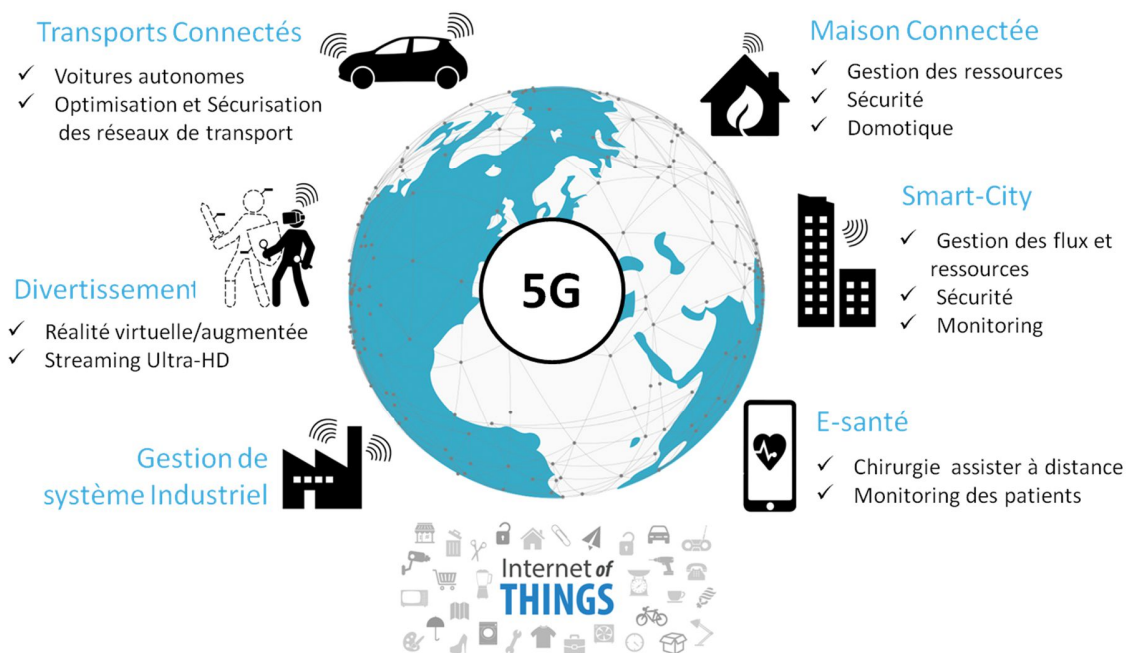 Transports Connectés
✓ Voitures autonomes
✓ Optimisation et Sécurisation
des réseaux de transport
Maison Connectée
✓ Gestion des ressources
✓ Sécurité
✓ Domotique
Divertissement
✓ Réalité virtuelle/augmentée
✓ Streaming Ultra-HD
5G
Smart-City
✓ Gestion des flux et
ressources
✓ Sécurité
✓ Monitoring
Gestion de
système Industriel
E-santé
✓ Chirurgie assister à distance
✓ Monitoring des patients
Internet of
THINGS